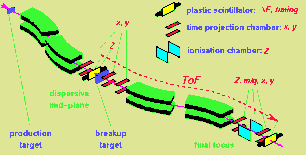 plastic scintillator: ΔE, timing
time projection chamber: x, y
ionisation chamber: Z
x, y
Z
ToF
Z, m/q, x, y
dispersive
mid-plane
production
target
breakup
target
final focus